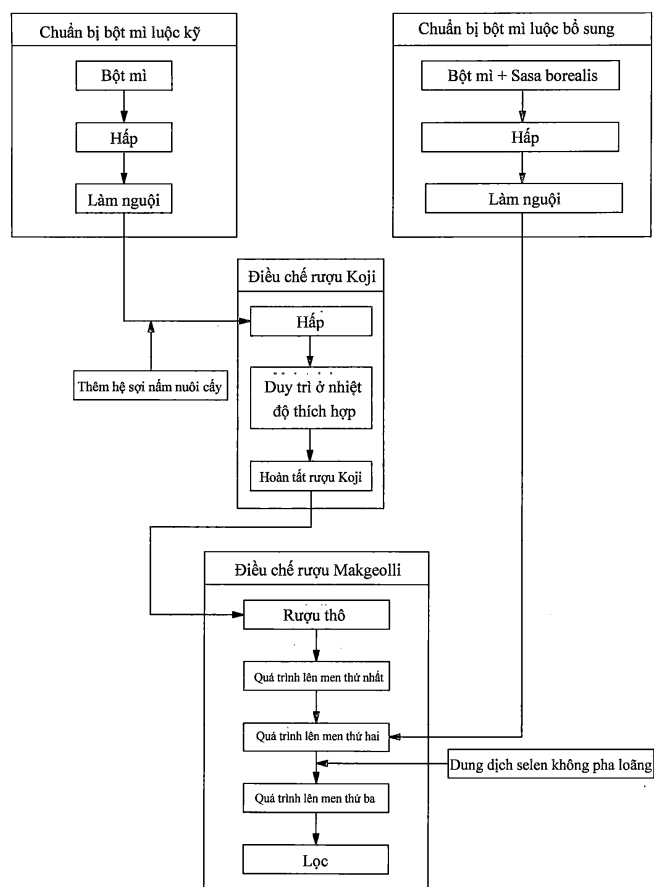 Chuẩn bị bột mì luộc kỹ
Bột mì
Hấp
Làm nguội
Chuẩn bị bột mì luộc bổ sung
Bột mì + Sasa borealis
Hấp
Làm nguội
Điều chế rượu Koji
Hấp
Thêm hệ sợi nấm nuôi cấy
Duy trì ở nhiệt
độ thích hợp
Hoàn tất rượu Koji
Điều chế rượu Makgeolli
Rượu thô
Quá trình lên men thứ nhất
Quá trình lên men thứ hai
Dung dịch selen không pha loãng
Quá trình lên men thứ ba
Lọc